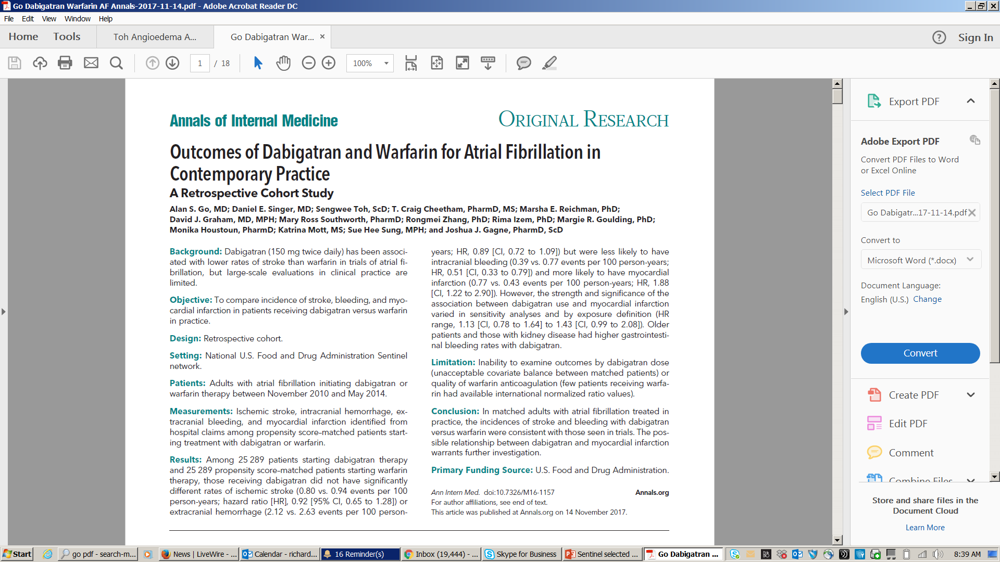 Go Dabigatran Warfarin AF Annals-2017-11-14.pdf - Adobe Acrobat Reader DC
File Edit View Window Help
Home Tools Toh Angioedema A... Go Dabigatran War... Sign In
1 / 18 100%
Annals of Internal Medicine
ORIGINAL RESEARCH
Outcomes of Dabigatran and Warfarin for Atrial Fibrillation in
Contemporary Practice
A Retrospective Cohort Study
Alan S. Go, MD; Daniel E. Singer, MD; Sengwee Toh, ScD; T. Craig Cheetham, PharmD, MS; Marsha E. Reichman, PhD;
David J. Graham, MD, MPH; Mary Ross Southworth, PharmD; Rongmei Zhang, PhD; Rima Izem, PhD; Margie R. Goulding, PhD;
Monika Houstoun, PharmD; Katrina Mott, MS; Sue Hee Sung, MPH; and Joshua J. Gagne, PharmD, ScD
Background: Dabigatran (150 mg twice daily) has been associ-
ated with lower rates of stroke than warfarin in trials of atrial fi-
brillation, but large-scale evaluations in clinical practice are
limited.
Objective: To compare incidence of stroke, bleeding, and myo-
cardial infarction in patients receiving dabigatran versus warfarin
in practice.
Design: Retrospective cohort.
Setting: National U.S. Food and Drug Administration Sentinel
network.
Patients: Adults with atrial fibrillation initiating dabigatran or
warfarin therapy between November 2010 and May 2014.
Measurements: Ischemic stroke, intracranial hemorrhage, ex-
tracranial bleeding, and myocardial infarction identified from
hospital claims among propensity score–matched patients start-
ing treatment with dabigatran or warfarin.
Results: Among 25 289 patients starting dabigatran therapy
and 25 289 propensity score–matched patients starting warfarin
therapy, those receiving dabigatran did not have significantly
different rates of ischemic stroke (0.80 vs. 0.94 events per 100
person-years; hazard ratio [HR], 0.92 [95% CI, 0.65 to 1.28]) or
extracranial hemorrhage (2.12 vs. 2.63 events per 100 person-
years; HR, 0.89 [CI, 0.72 to 1.09]) but were less likely to have
intracranial bleeding (0.39 vs. 0.77 events per 100 person-years;
HR, 0.51 [CI, 0.33 to 0.79]) and more likely to have myocardial
infarction (0.77 vs. 0.43 events per 100 person-years; HR, 1.88
[CI, 1.22 to 2.90]). However, the strength and significance of the
association between dabigatran use and myocardial infarction
varied in sensitivity analyses and by exposure definition (HR
range, 1.13 [CI, 0.78 to 1.64] to 1.43 [CI, 0.99 to 2.08]). Older
patients and those with kidney disease had higher gastrointesti-
nal bleeding rates with dabigatran.
Limitation: Inability to examine outcomes by dabigatran dose
(unacceptable covariate balance between matched patients) or
quality of warfarin anticoagulation (few patients receiving warfa-
rin had available international normalized ratio values).
Conclusion: In matched adults with atrial fibrillation treated in
practice, the incidences of stroke and bleeding with dabigatran
versus warfarin were consistent with those seen in trials. The pos-
sible relationship between dabigatran and myocardial infarction
warrants further investigation.
Primary Funding Source: U.S. Food and Drug Administration.
Ann Intern Med. doi:10.7326/M16-1157 Annals.org
For author affiliations, see end of text.
This article was published at Annals.org on 14 November 2017.
Export PDF
Adobe Export PDF
Convert PDF Files to Word
or Excel Online
Select PDF File
Go Dabigatr...17-11-14.pdf
Convert to
Microsoft Word (*.docx)
Document Language:
English (U.S.) Change
Convert
Create PDF
Edit PDF
Comment
Combine Files
Store and share files in the
Document Cloud
Learn More
Start go pdf - search-m... News | LiveWire - ... Calendar - richard... 16 Reminder(s) Inbox (19,444) - ... Skype for Business Sentinel selected ... Go Dabigatran ... 8:39 AM